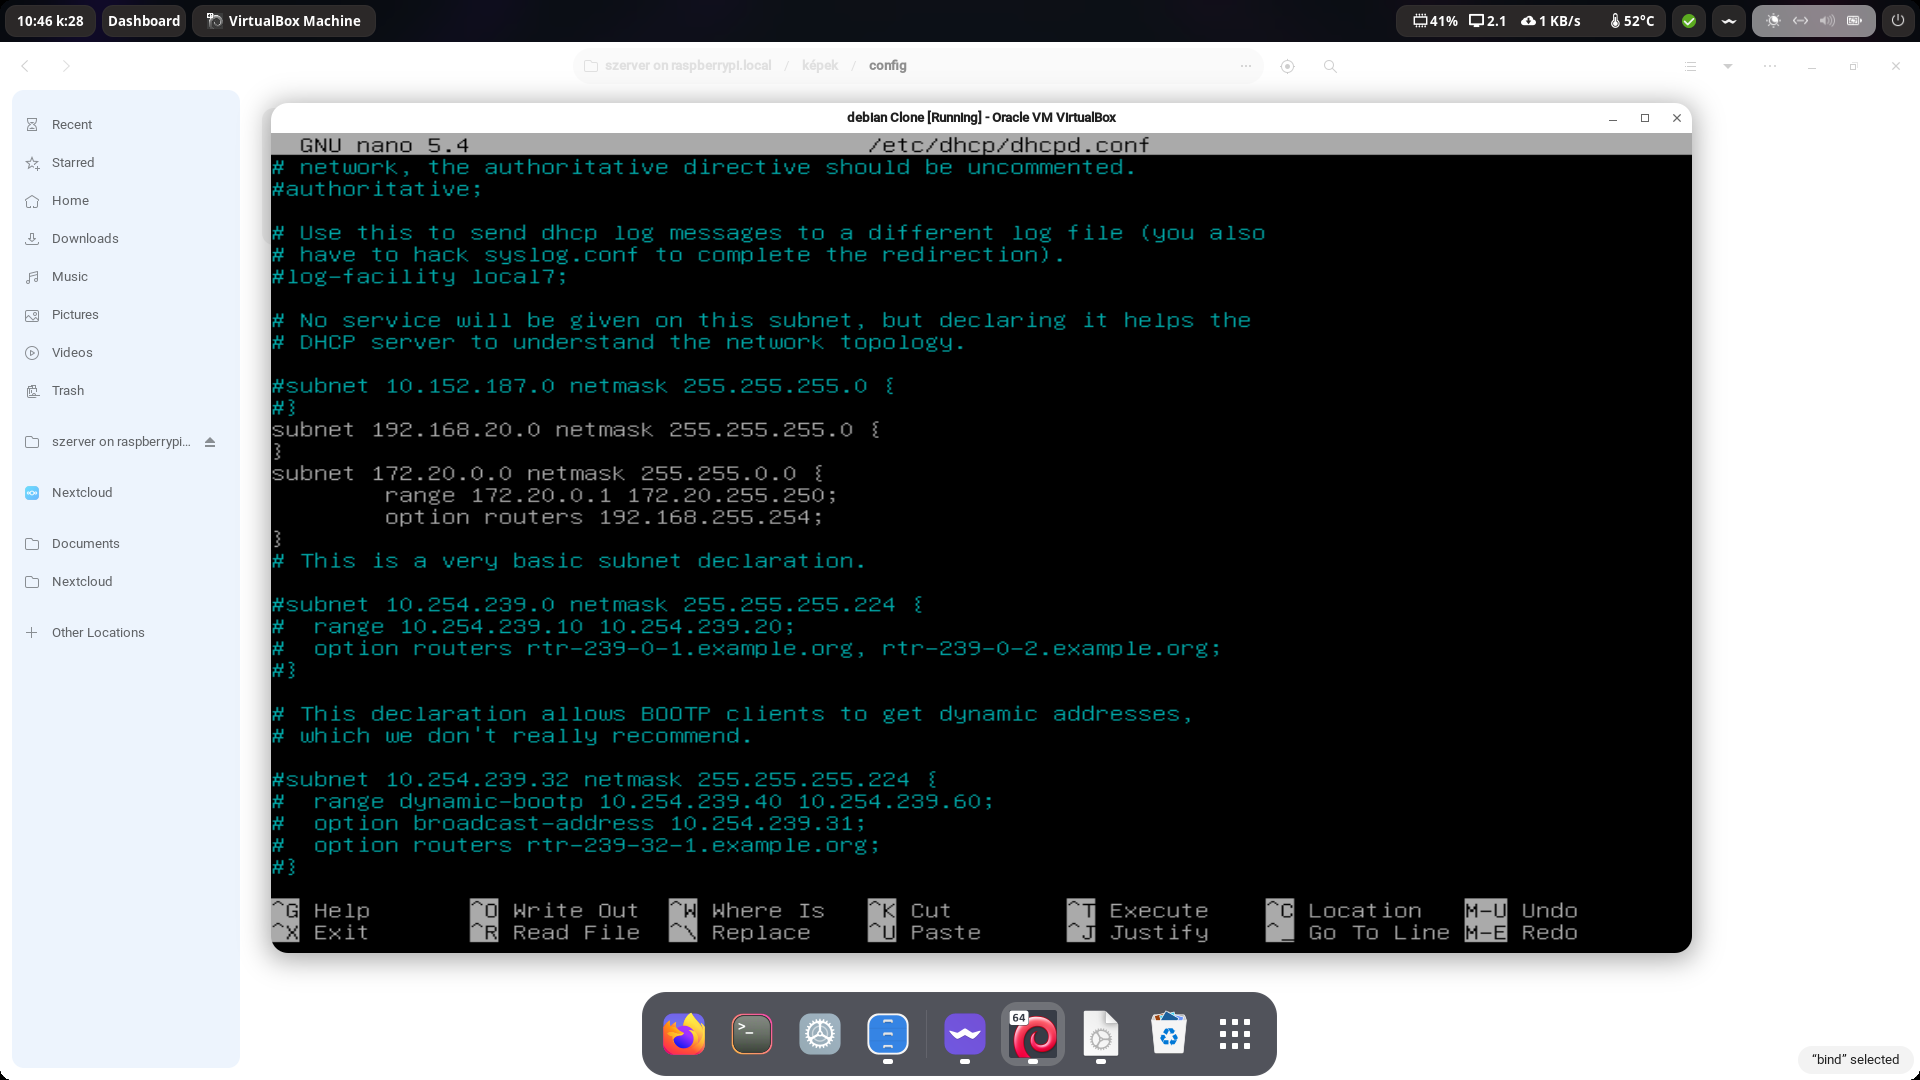 10:46 k:28
Dashboard
VirtualBox Machine
41%
2.1
1 KB/s
52°C
szerver on raspberrypi.local / képek / config
Recent
Starred
Home
Downloads
Music
Pictures
Videos
Trash
szerver on raspberrypi...
Nextcloud
Documents
Nextcloud
Other Locations
debian Clone [Running] - Oracle VM VirtualBox
GNU nano 5.4 /etc/dhcp/dhcpd.conf
# network, the authoritative directive should be uncommented.
#authoritative;
# Use this to send dhcp log messages to a different log file (you also
# have to hack syslog.conf to complete the redirection).
#log-facility local7;
# No service will be given on this subnet, but declaring it helps the
# DHCP server to understand the network topology.
#subnet 10.152.187.0 netmask 255.255.255.0 {
#}
subnet 192.168.20.0 netmask 255.255.255.0 {
}
subnet 172.20.0.0 netmask 255.255.0.0 {
range 172.20.0.1 172.20.255.250;
option routers 192.168.255.254;
}
# This is a very basic subnet declaration.
#subnet 10.254.239.0 netmask 255.255.255.224 {
#  range 10.254.239.10 10.254.239.20;
#  option routers rtr-239-0-1.example.org, rtr-239-0-2.example.org;
#}
# This declaration allows BOOTP clients to get dynamic addresses,
# which we don't really recommend.
#subnet 10.254.239.32 netmask 255.255.255.224 {
#  range dynamic-bootp 10.254.239.40 10.254.239.60;
#  option broadcast-address 10.254.239.31;
#  option routers rtr-239-32-1.example.org;
#}
^G Help ^O Write Out ^W Where Is ^K Cut ^T Execute ^C Location M-U Undo
^X Exit ^R Read File ^\ Replace ^U Paste ^J Justify ^_ Go To Line M-E Redo
>_
64
“bind” selected